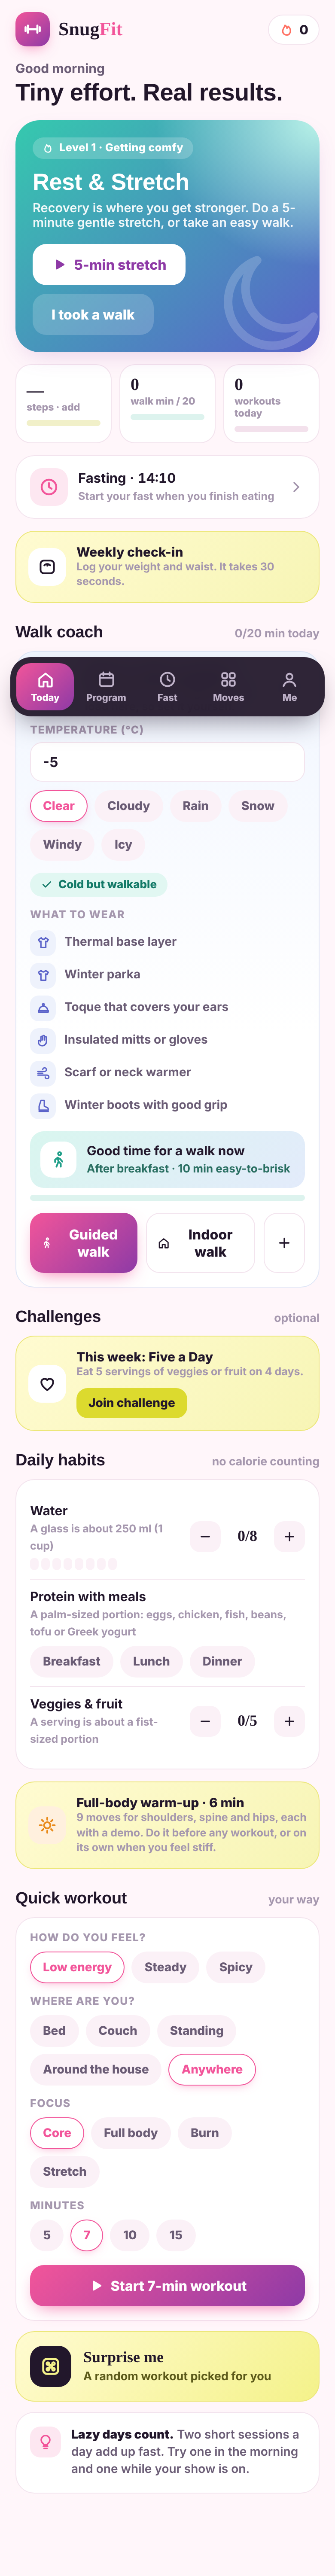 SnugFit
0
Good morning
Tiny effort. Real results.
Level 1 · Getting comfy
Rest & Stretch
Recovery is where you get stronger. Do a 5-
minute gentle stretch, or take an easy walk.
5-min stretch
I took a walk
—
steps · add
0
walk min / 20
0
workouts
today
Fasting · 14:10
Start your fast when you finish eating
Weekly check-in
Log your weight and waist. It takes 30
seconds.
Walk coach
0/20 min today
Today
Program
Fast
Moves
Me
TEMPERATURE (°C)
-5
Clear
Cloudy
Rain
Snow
Windy
Icy
Cold but walkable
WHAT TO WEAR
Thermal base layer
Winter parka
Toque that covers your ears
Insulated mitts or gloves
Scarf or neck warmer
Winter boots with good grip
Good time for a walk now
After breakfast · 10 min easy-to-brisk
Guided
walk
Indoor
walk
+
Challenges
optional
This week: Five a Day
Eat 5 servings of veggies or fruit on 4 days.
Join challenge
Daily habits
no calorie counting
Water
A glass is about 250 ml (1
cup)
− 0/8 +
Protein with meals
A palm-sized portion: eggs, chicken, fish, beans,
tofu or Greek yogurt
Breakfast
Lunch
Dinner
Veggies & fruit
A serving is about a fist-
sized portion
− 0/5 +
Full-body warm-up · 6 min
9 moves for shoulders, spine and hips, each
with a demo. Do it before any workout, or on
its own when you feel stiff.
Quick workout
your way
HOW DO YOU FEEL?
Low energy
Steady
Spicy
WHERE ARE YOU?
Bed
Couch
Standing
Around the house
Anywhere
FOCUS
Core
Full body
Burn
Stretch
MINUTES
5
7
10
15
Start 7-min workout
Surprise me
A random workout picked for you
Lazy days count. Two short sessions a
day add up fast. Try one in the morning
and one while your show is on.